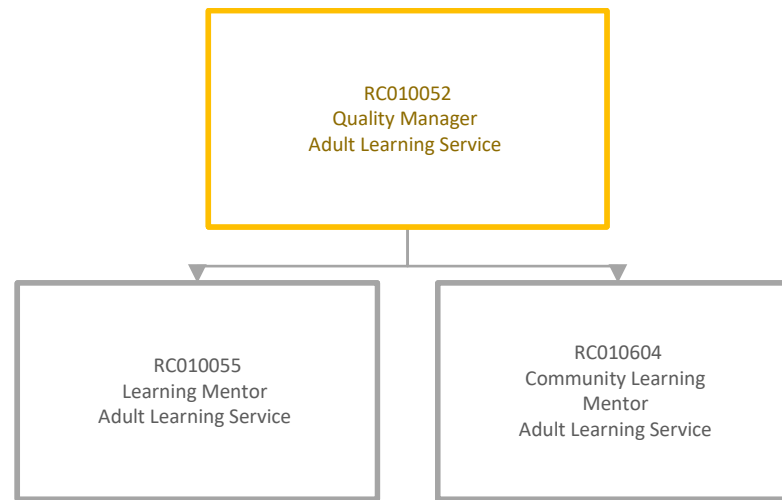 RC010052
Quality Manager
Adult Learning Service
RC010055
Learning Mentor
Adult Learning Service
RC010604
Community Learning
Mentor
Adult Learning Service